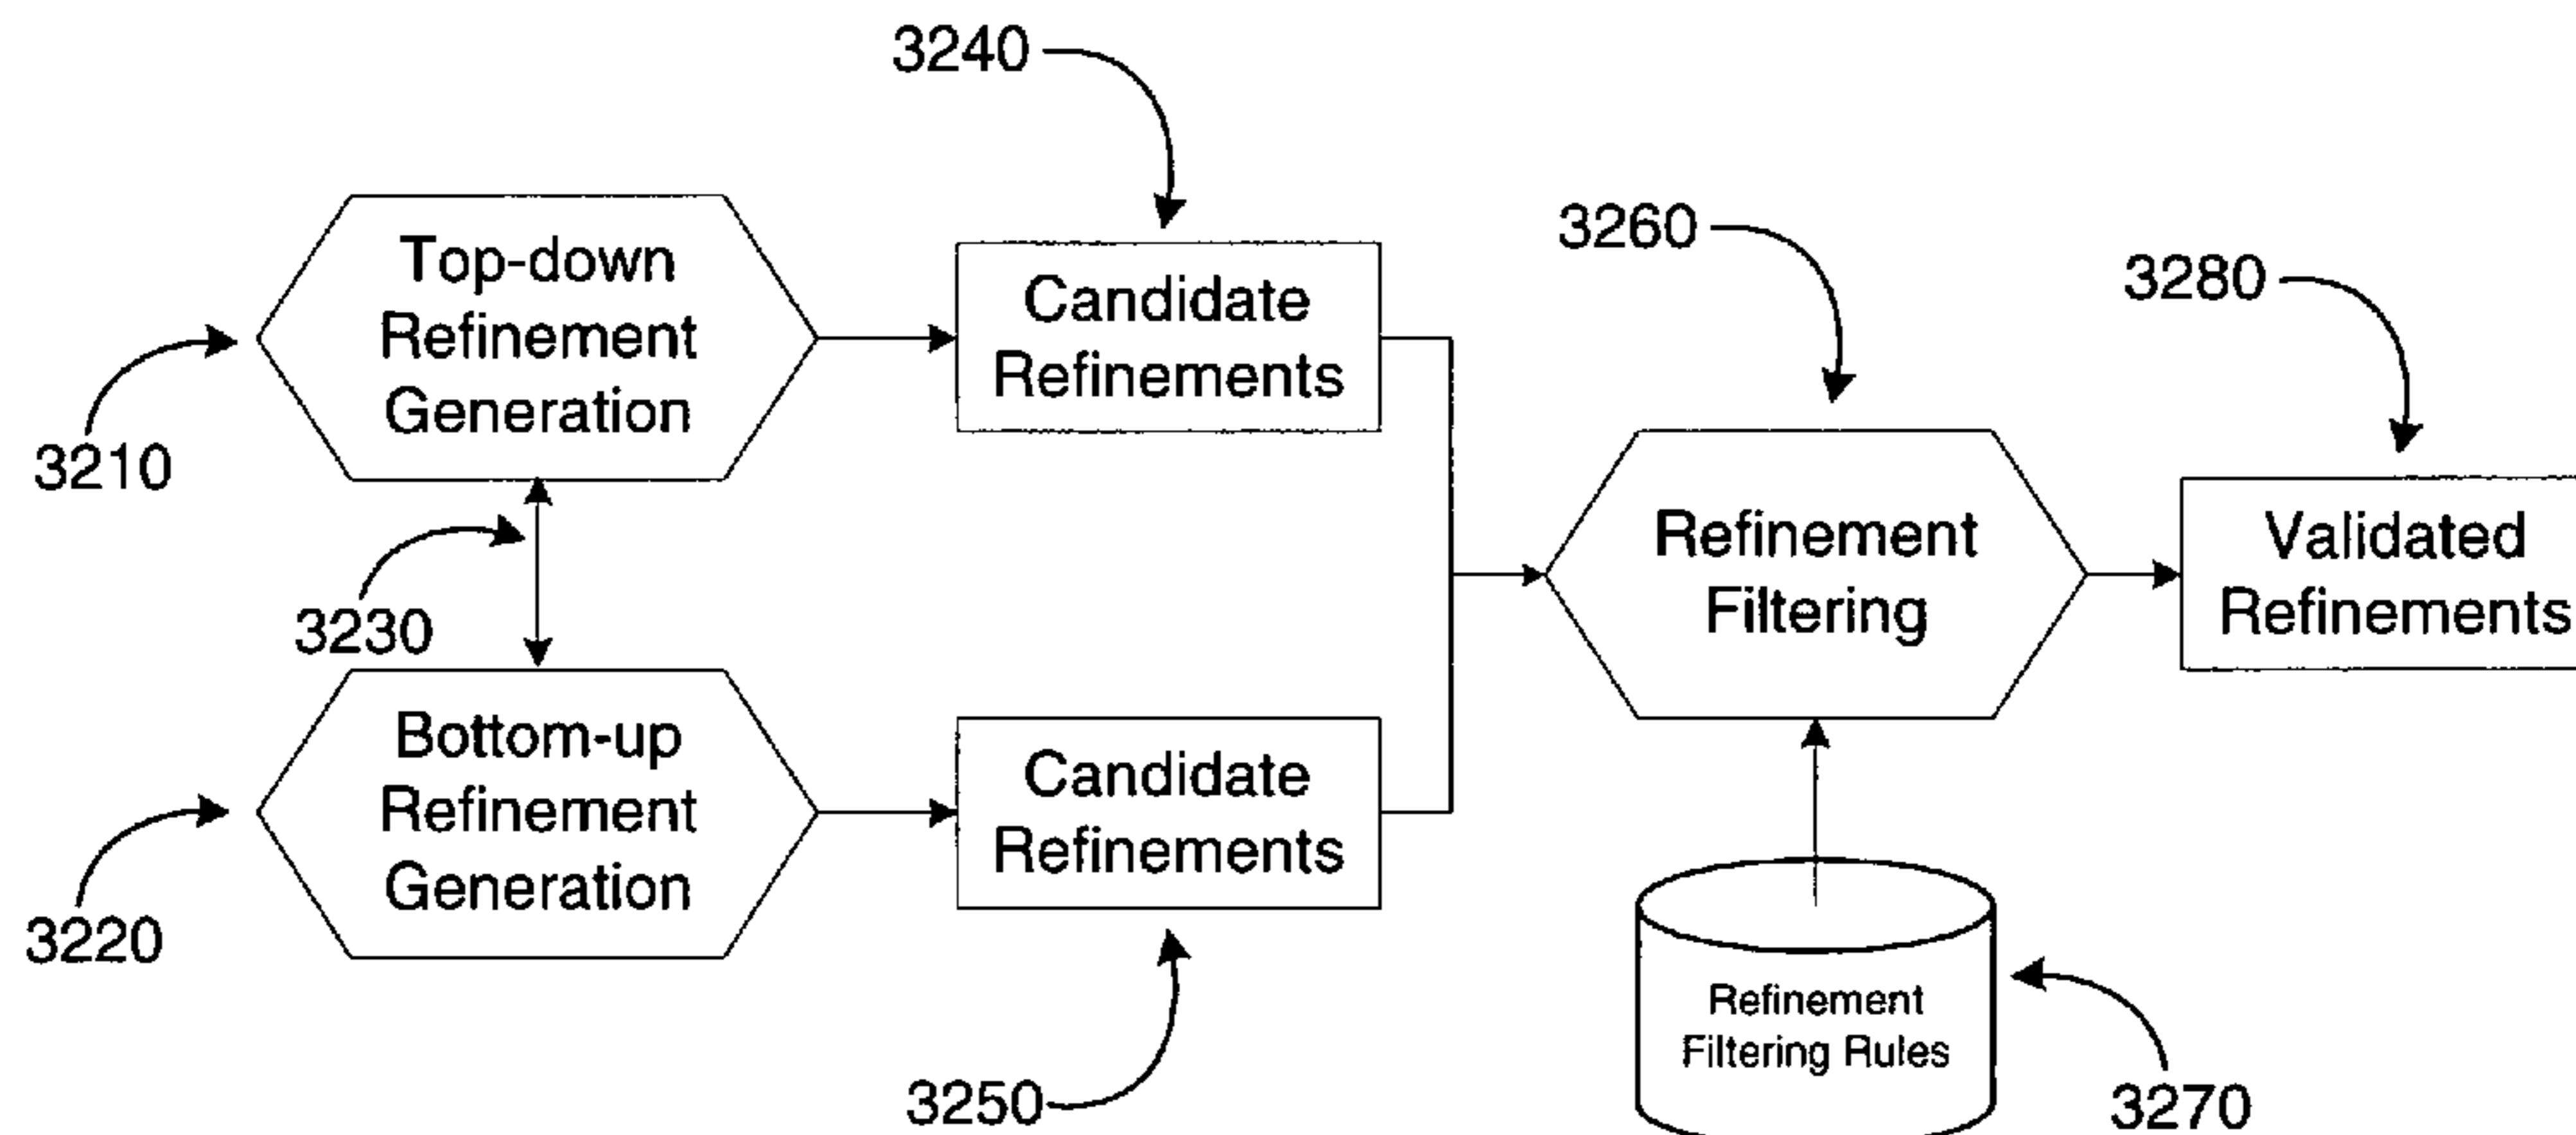 3240
3260
3280
Top-down
Refinement
Generation
Candidate
Refinements
3210
3230
Refinement
Filtering
Validated
Refinements
Bottom-up
Refinement
Generation
Candidate
Refinements
3220
3250
Refinement
Filtering Rules
3270